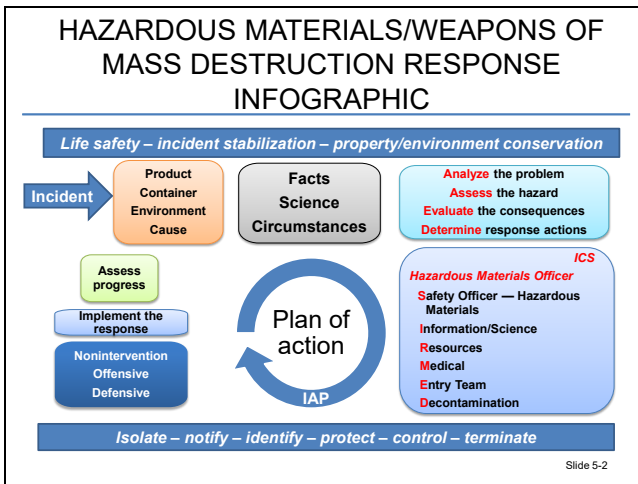 HAZARDOUS MATERIALS/WEAPONS OF
MASS DESTRUCTION RESPONSE
INFOGRAPHIC
Life safety – incident stabilization – property/environment conservation
Incident
Product
Container
Environment
Cause
Facts
Science
Circumstances
Analyze the problem
Assess the hazard
Evaluate the consequences
Determine response actions
Assess
progress
Implement the
response
Nonintervention
Offensive
Defensive
Plan of
action
IAP
ICS
Hazardous Materials Officer
Safety Officer — Hazardous
Materials
Information/Science
Resources
Medical
Entry Team
Decontamination
Isolate – notify – identify – protect – control – terminate
Slide 5-2